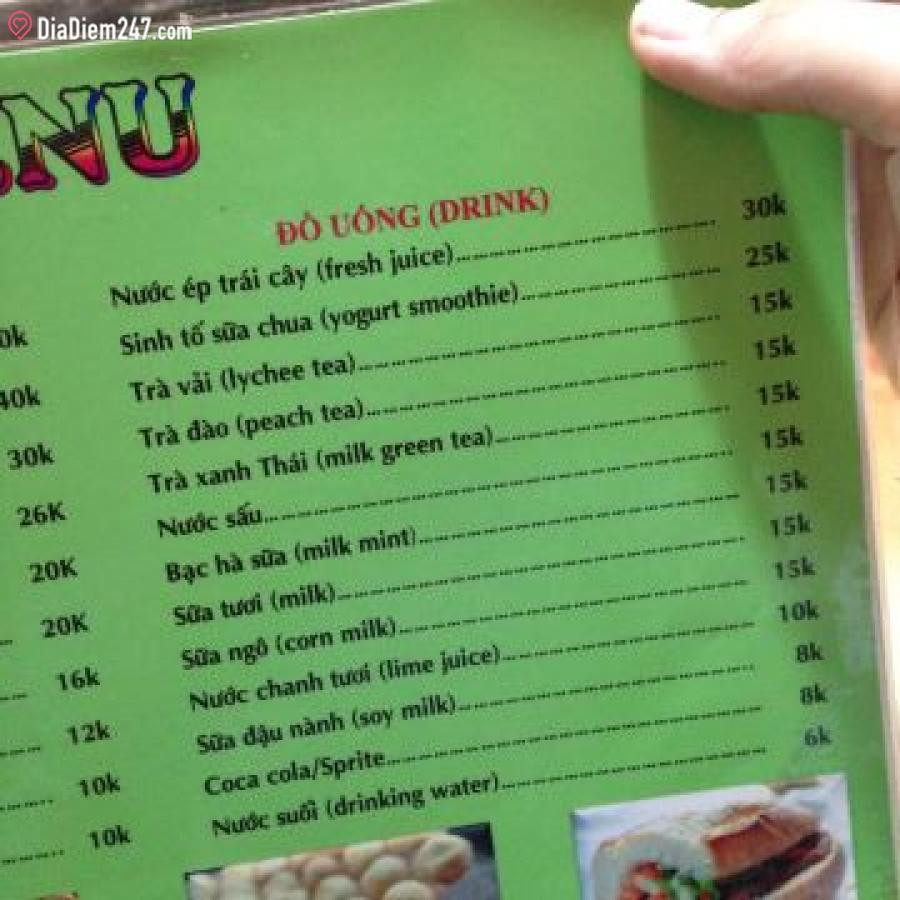 DiaDiem247.com
NU
ĐỒ UỐNG (DRINK)
Nước ép trái cây (fresh juice) 30k
Sinh tố sữa chua (yogurt smoothie) 25k
Trà vải (lychee tea) 15k
Trà đào (peach tea) 15k
Trà xanh Thái (milk green tea) 15k
Nước sấu 15k
Bạc hà sữa (milk mint) 15k
Sữa tươi (milk) 15k
Sữa ngô (corn milk) 15k
Nước chanh tươi (lime juice) 10k
Sữa đậu nành (soy milk) 8k
Coca cola/Sprite 8k
Nước suối (drinking water) 6k
0k
40k
30k
26K
20K
20K
16k
12k
10k
10k